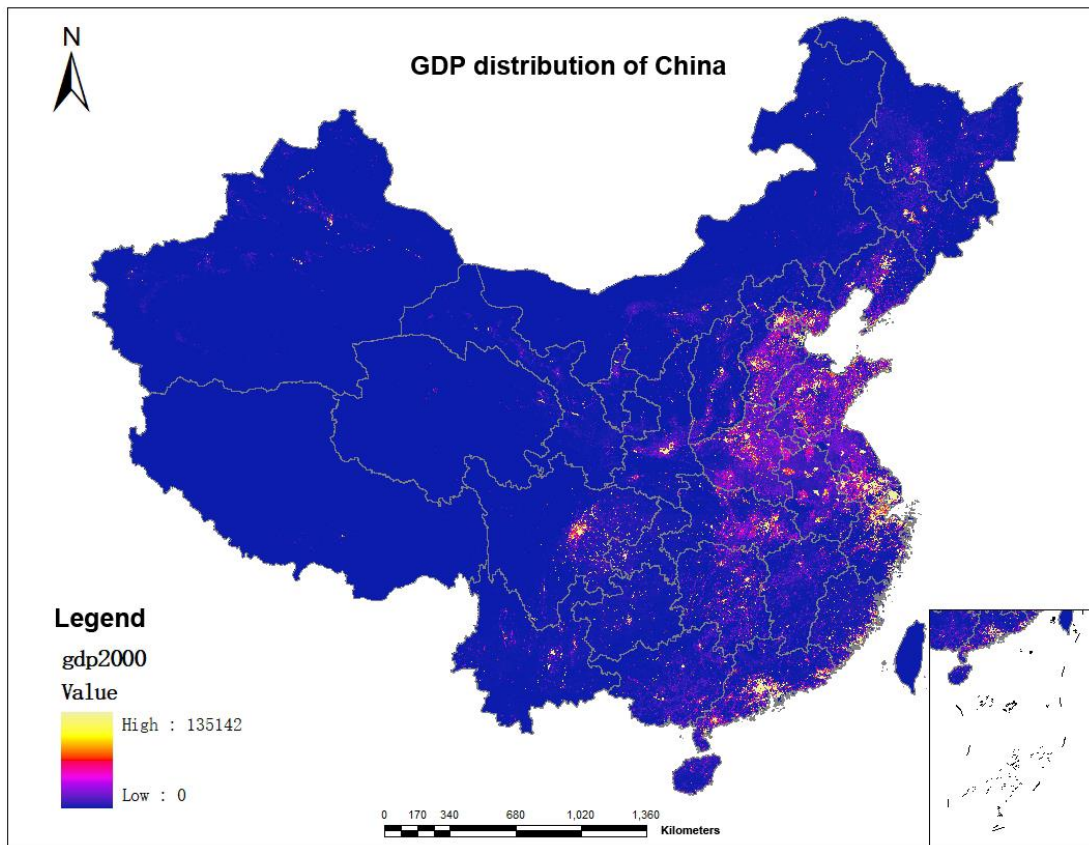 N
GDP distribution of China
Legend
gdp2000
Value
High : 135142
Low : 0
0 170 340 680 1,020 1,360
Kilometers